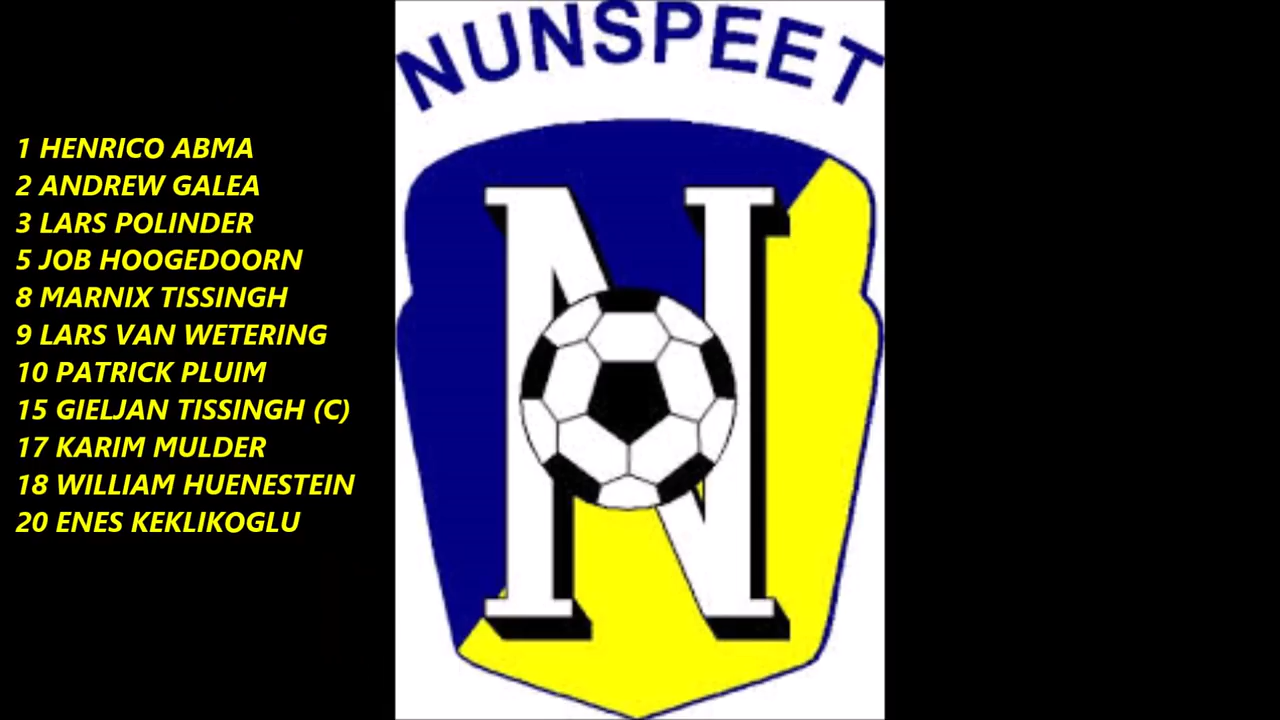 NUNSPEET
1 HENRICO ABMA
2 ANDREW GALEA
3 LARS POLINDER
5 JOB HOOGEDOORN
8 MARNIX TISSINGH
9 LARS VAN WETERING
10 PATRICK PLUIM
15 GIELJAN TISSINGH (C)
17 KARIM MULDER
18 WILLIAM HUENESTEIN
20 ENES KEKLIKOGLU
N